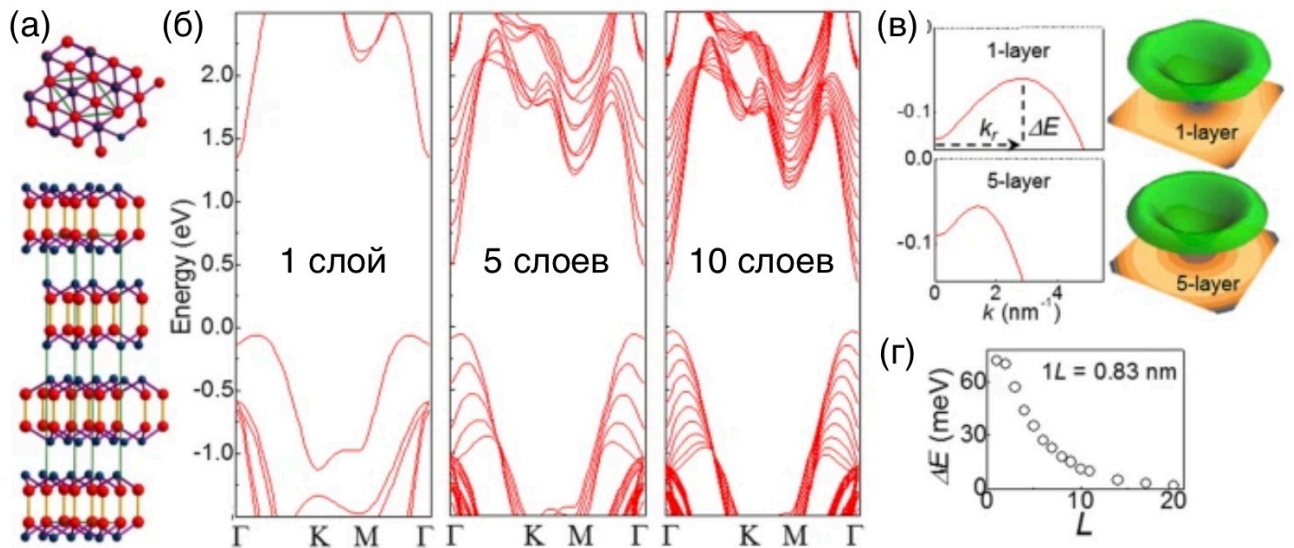 (а)
(б)
Energy (eV)
2.0
1.5
1.0
0.5
0.0
-0.5
-1.0
1 слой
5 слоев
10 слоев
Γ K M Γ
Γ K M Γ
Γ K M Γ
(в)
1-layer
-0.1
k_r
ΔE
1-layer
0.0
5-layer
-0.1
0 2 4
k (nm⁻¹)
5-layer
(г)
1L = 0.83 nm
ΔE (meV)
60
30
0
0 10 20
L